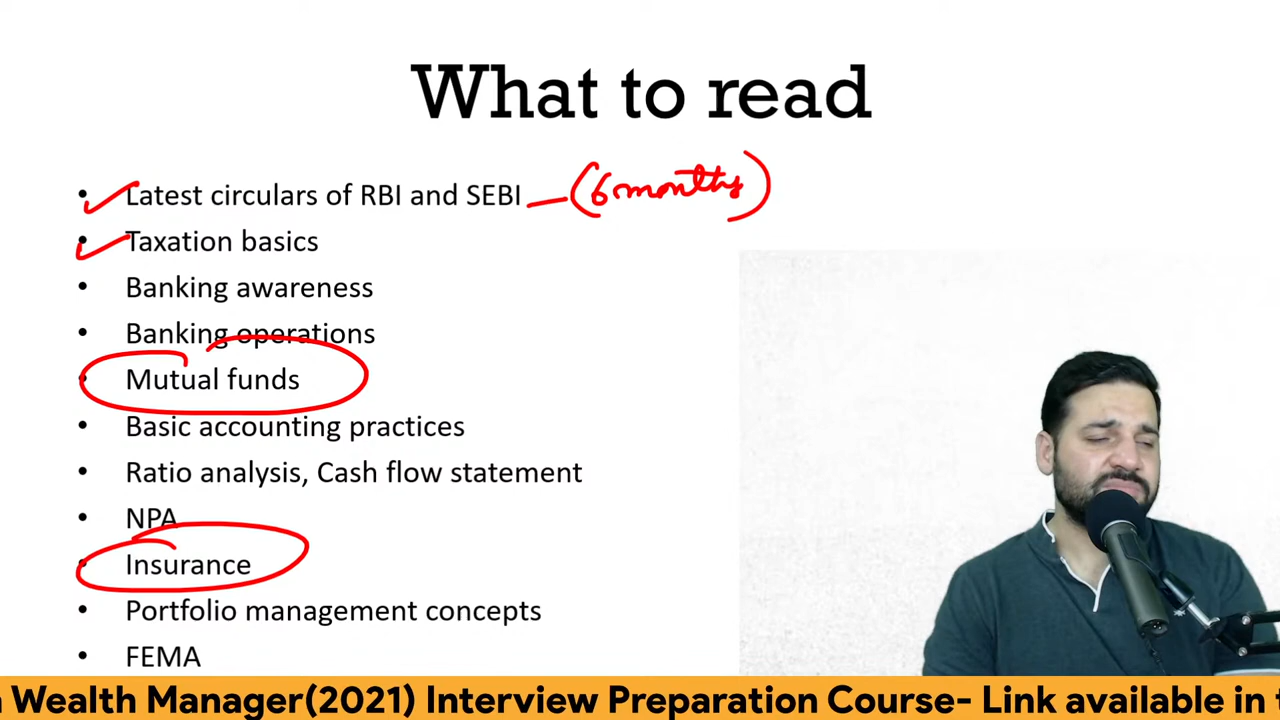 What to read
• Latest circulars of RBI and SEBI – (6 months)
• Taxation basics
• Banking awareness
• Banking operations
• Mutual funds
• Basic accounting practices
• Ratio analysis, Cash flow statement
• NPA
• Insurance
• Portfolio management concepts
• FEMA
Wealth Manager(2021) Interview Preparation Course- Link available in